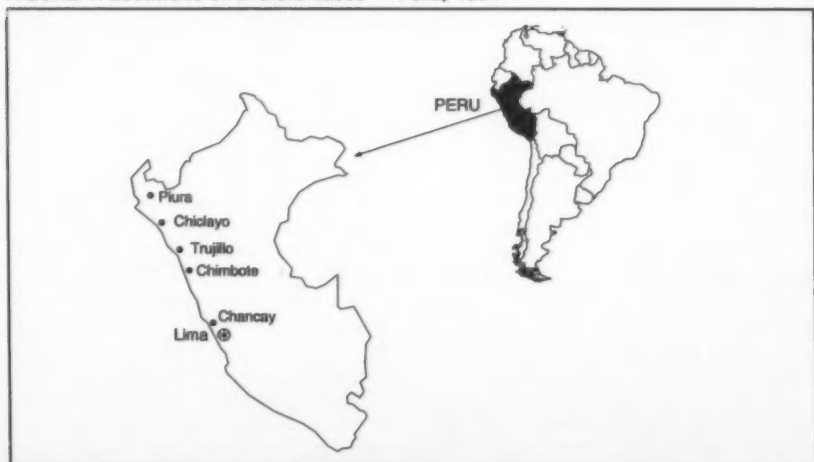 PERU
Piura
Chiclayo
Trujillo
Chimbote
Chancay
Lima